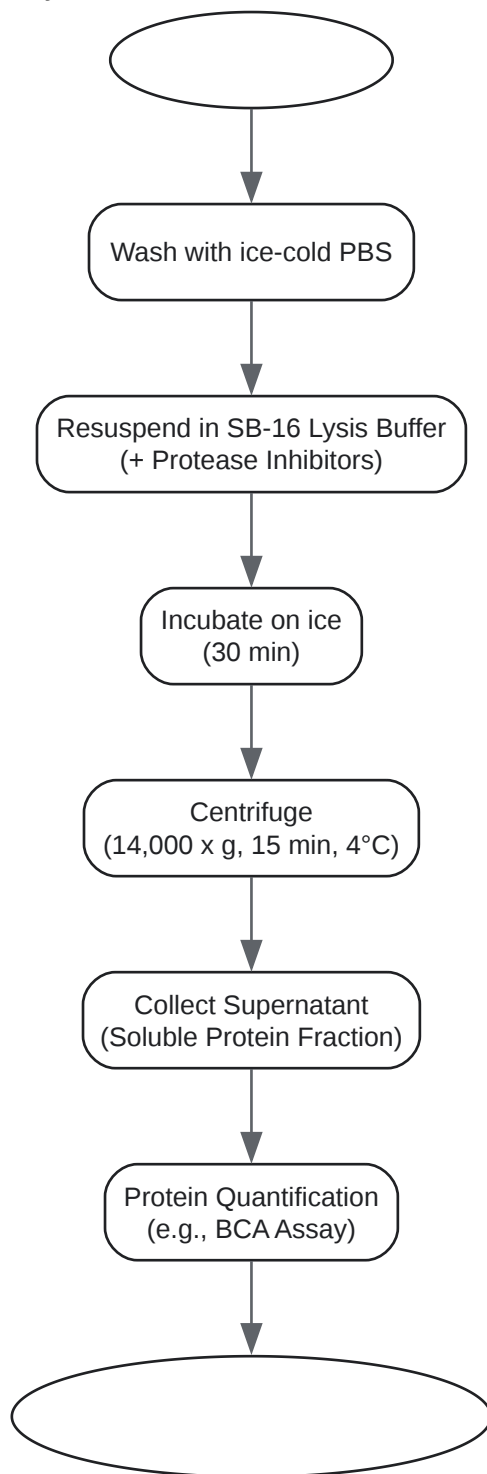 Wash with ice-cold PBS
Resuspend in SB-16 Lysis Buffer
(+ Protease Inhibitors)
Incubate on ice
(30 min)
Centrifuge
(14,000 x g, 15 min, 4°C)
Collect Supernatant
(Soluble Protein Fraction)
Protein Quantification
(e.g., BCA Assay)